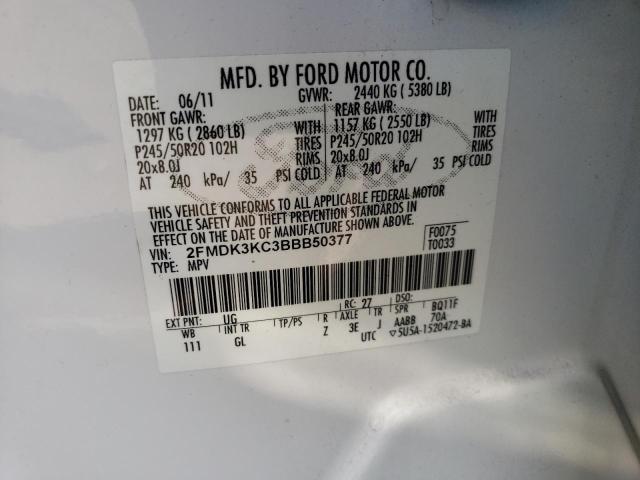 MFD. BY FORD MOTOR CO.
DATE: 06/11 GVWR: 2440 KG ( 5380 LB)
FRONT GAWR: REAR GAWR:
1297 KG ( 2860 LB) 1157 KG ( 2550 LB)
P245/50R20 102H TIRES P245/50R20 102H TIRES
20x8.0J RIMS 20x8.0J RIMS
AT 240 kPa/ 35 PSI COLD AT 240 kPa/ 35 PSI COLD
Ford
THIS VEHICLE CONFORMS TO ALL APPLICABLE FEDERAL MOTOR
VEHICLE SAFETY AND THEFT PREVENTION STANDARDS IN
EFFECT ON THE DATE OF MANUFACTURE SHOWN ABOVE.
VIN: 2FMDK3KC3BBB50377 F0075
TYPE: MPV T0033
EXT PNT: UG RC: 27 DSO:
WB INT TR TP/PS R AXLE TR SPR BQ11F
111 GL Z 3E J AABB 70A
UTC ▽5U5A-1520472-BA